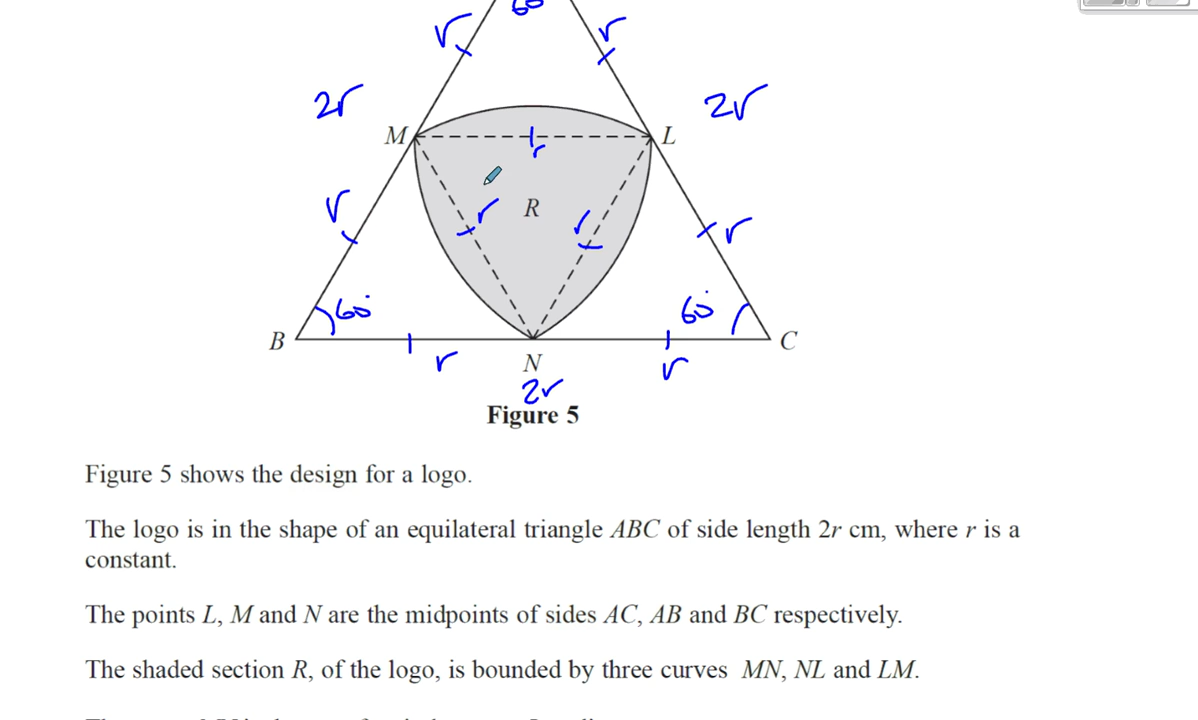 60
r
r
2r
2r
M
L
r
r
r
R
r
r
60°
60°
B
C
r
N
r
2r
Figure 5
Figure 5 shows the design for a logo.
The logo is in the shape of an equilateral triangle ABC of side length 2r cm, where r is a
constant.
The points L, M and N are the midpoints of sides AC, AB and BC respectively.
The shaded section R, of the logo, is bounded by three curves MN, NL and LM.